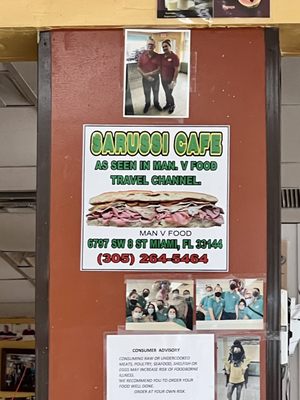 Papaya
SARUSSI CAFE
AS SEEN IN MAN. V FOOD
TRAVEL CHANNEL.
MAN V FOOD
6797 SW 8 ST MIAMI, FL 33144
(305) 264-5464
CONSUMER ADVISORY
CONSUMING RAW OR UNDERCOOKED
MEATS, POULTRY, SEAFOOD, SHELLFISH OR
EGGS MAY INCREASE RISK OF FOODBORNE
ILLNESS.
WE RECOMMEND YOU TO ORDER YOUR
FOOD WELL DONE.
ORDER AT YOUR OWN RISK.